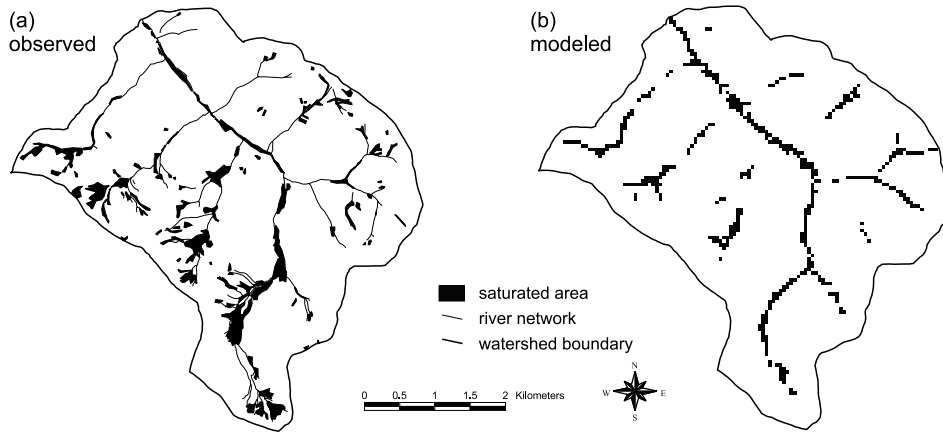 (a)
observed
(b)
modeled
saturated area
river network
watershed boundary
0 0.5 1 1.5 2 Kilometers
N
W E
S